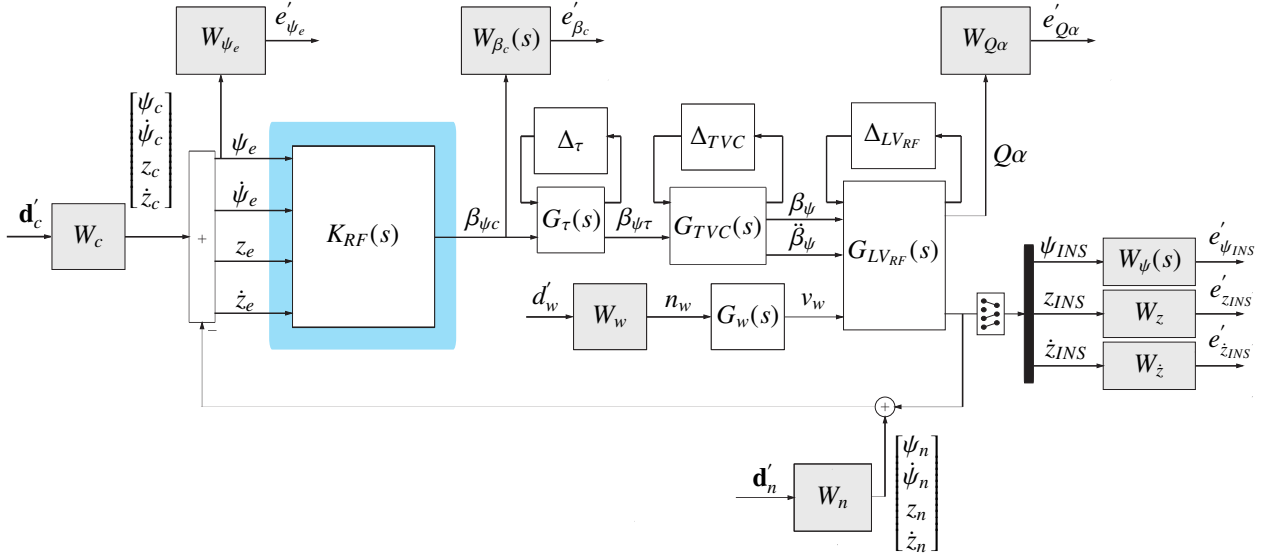 W_{ψ_e}
e'_{ψ_e}
W_{β_c}(s)
e'_{β_c}
W_{Qα}
e'_{Qα}
ψ_c
ψ̇_c
z_c
ż_c
d'_c
W_c
+
−
ψ_e
ψ̇_e
z_e
ż_e
K_{RF}(s)
β_{ψc}
Δ_τ
G_τ(s)
β_{ψτ}
Δ_{TVC}
G_{TVC}(s)
β_ψ
β̈_ψ
Δ_{LV_{RF}}
G_{LV_{RF}}(s)
Qα
d'_w
W_w
n_w
G_w(s)
v_w
ψ_{INS}
W_ψ(s)
e'_{ψ_{INS}}
z_{INS}
W_z
e'_{z_{INS}}
ż_{INS}
W_ż
e'_{ż_{INS}}
+
d'_n
W_n
ψ_n
ψ̇_n
z_n
ż_n